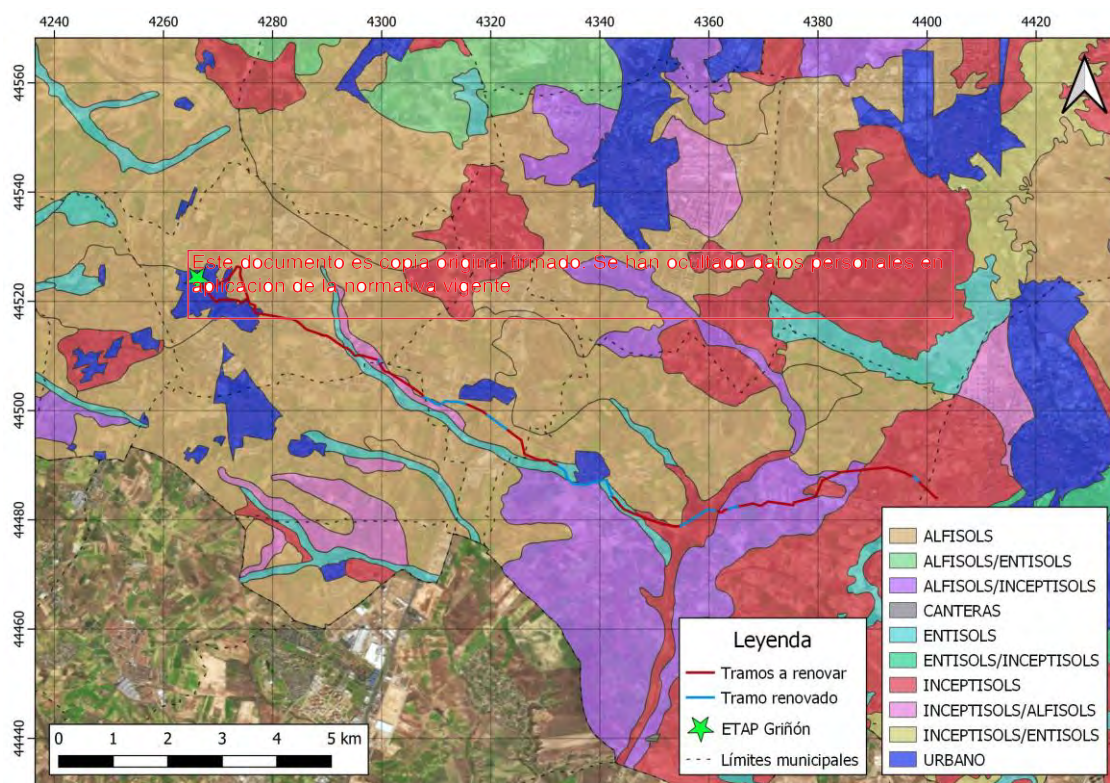 4240 4260 4280 4300 4320 4340 4360 4380 4400 4420
44560
44540
44520
44500
44480
44460
44440
Este documento es copia original firmado. Se han ocultado datos personales en
aplicación de la normativa vigente
Leyenda
Tramos a renovar
Tramo renovado
ETAP Griñón
Límites municipales
ALFISOLS
ALFISOLS/ENTISOLS
ALFISOLS/INCEPTISOLS
CANTERAS
ENTISOLS
ENTISOLS/INCEPTISOLS
INCEPTISOLS
INCEPTISOLS/ALFISOLS
INCEPTISOLS/ENTISOLS
URBANO
0 1 2 3 4 5 km